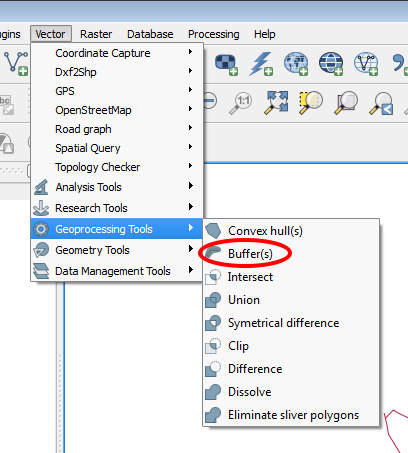 ugins Vector Raster Database Processing Help
Coordinate Capture
Dxf2Shp
GPS
OpenStreetMap
Road graph
Spatial Query
Topology Checker
Analysis Tools
Research Tools
Geoprocessing Tools
Geometry Tools
Data Management Tools
Convex hull(s)
Buffer(s)
Intersect
Union
Symetrical difference
Clip
Difference
Dissolve
Eliminate sliver polygons
abc
1:1